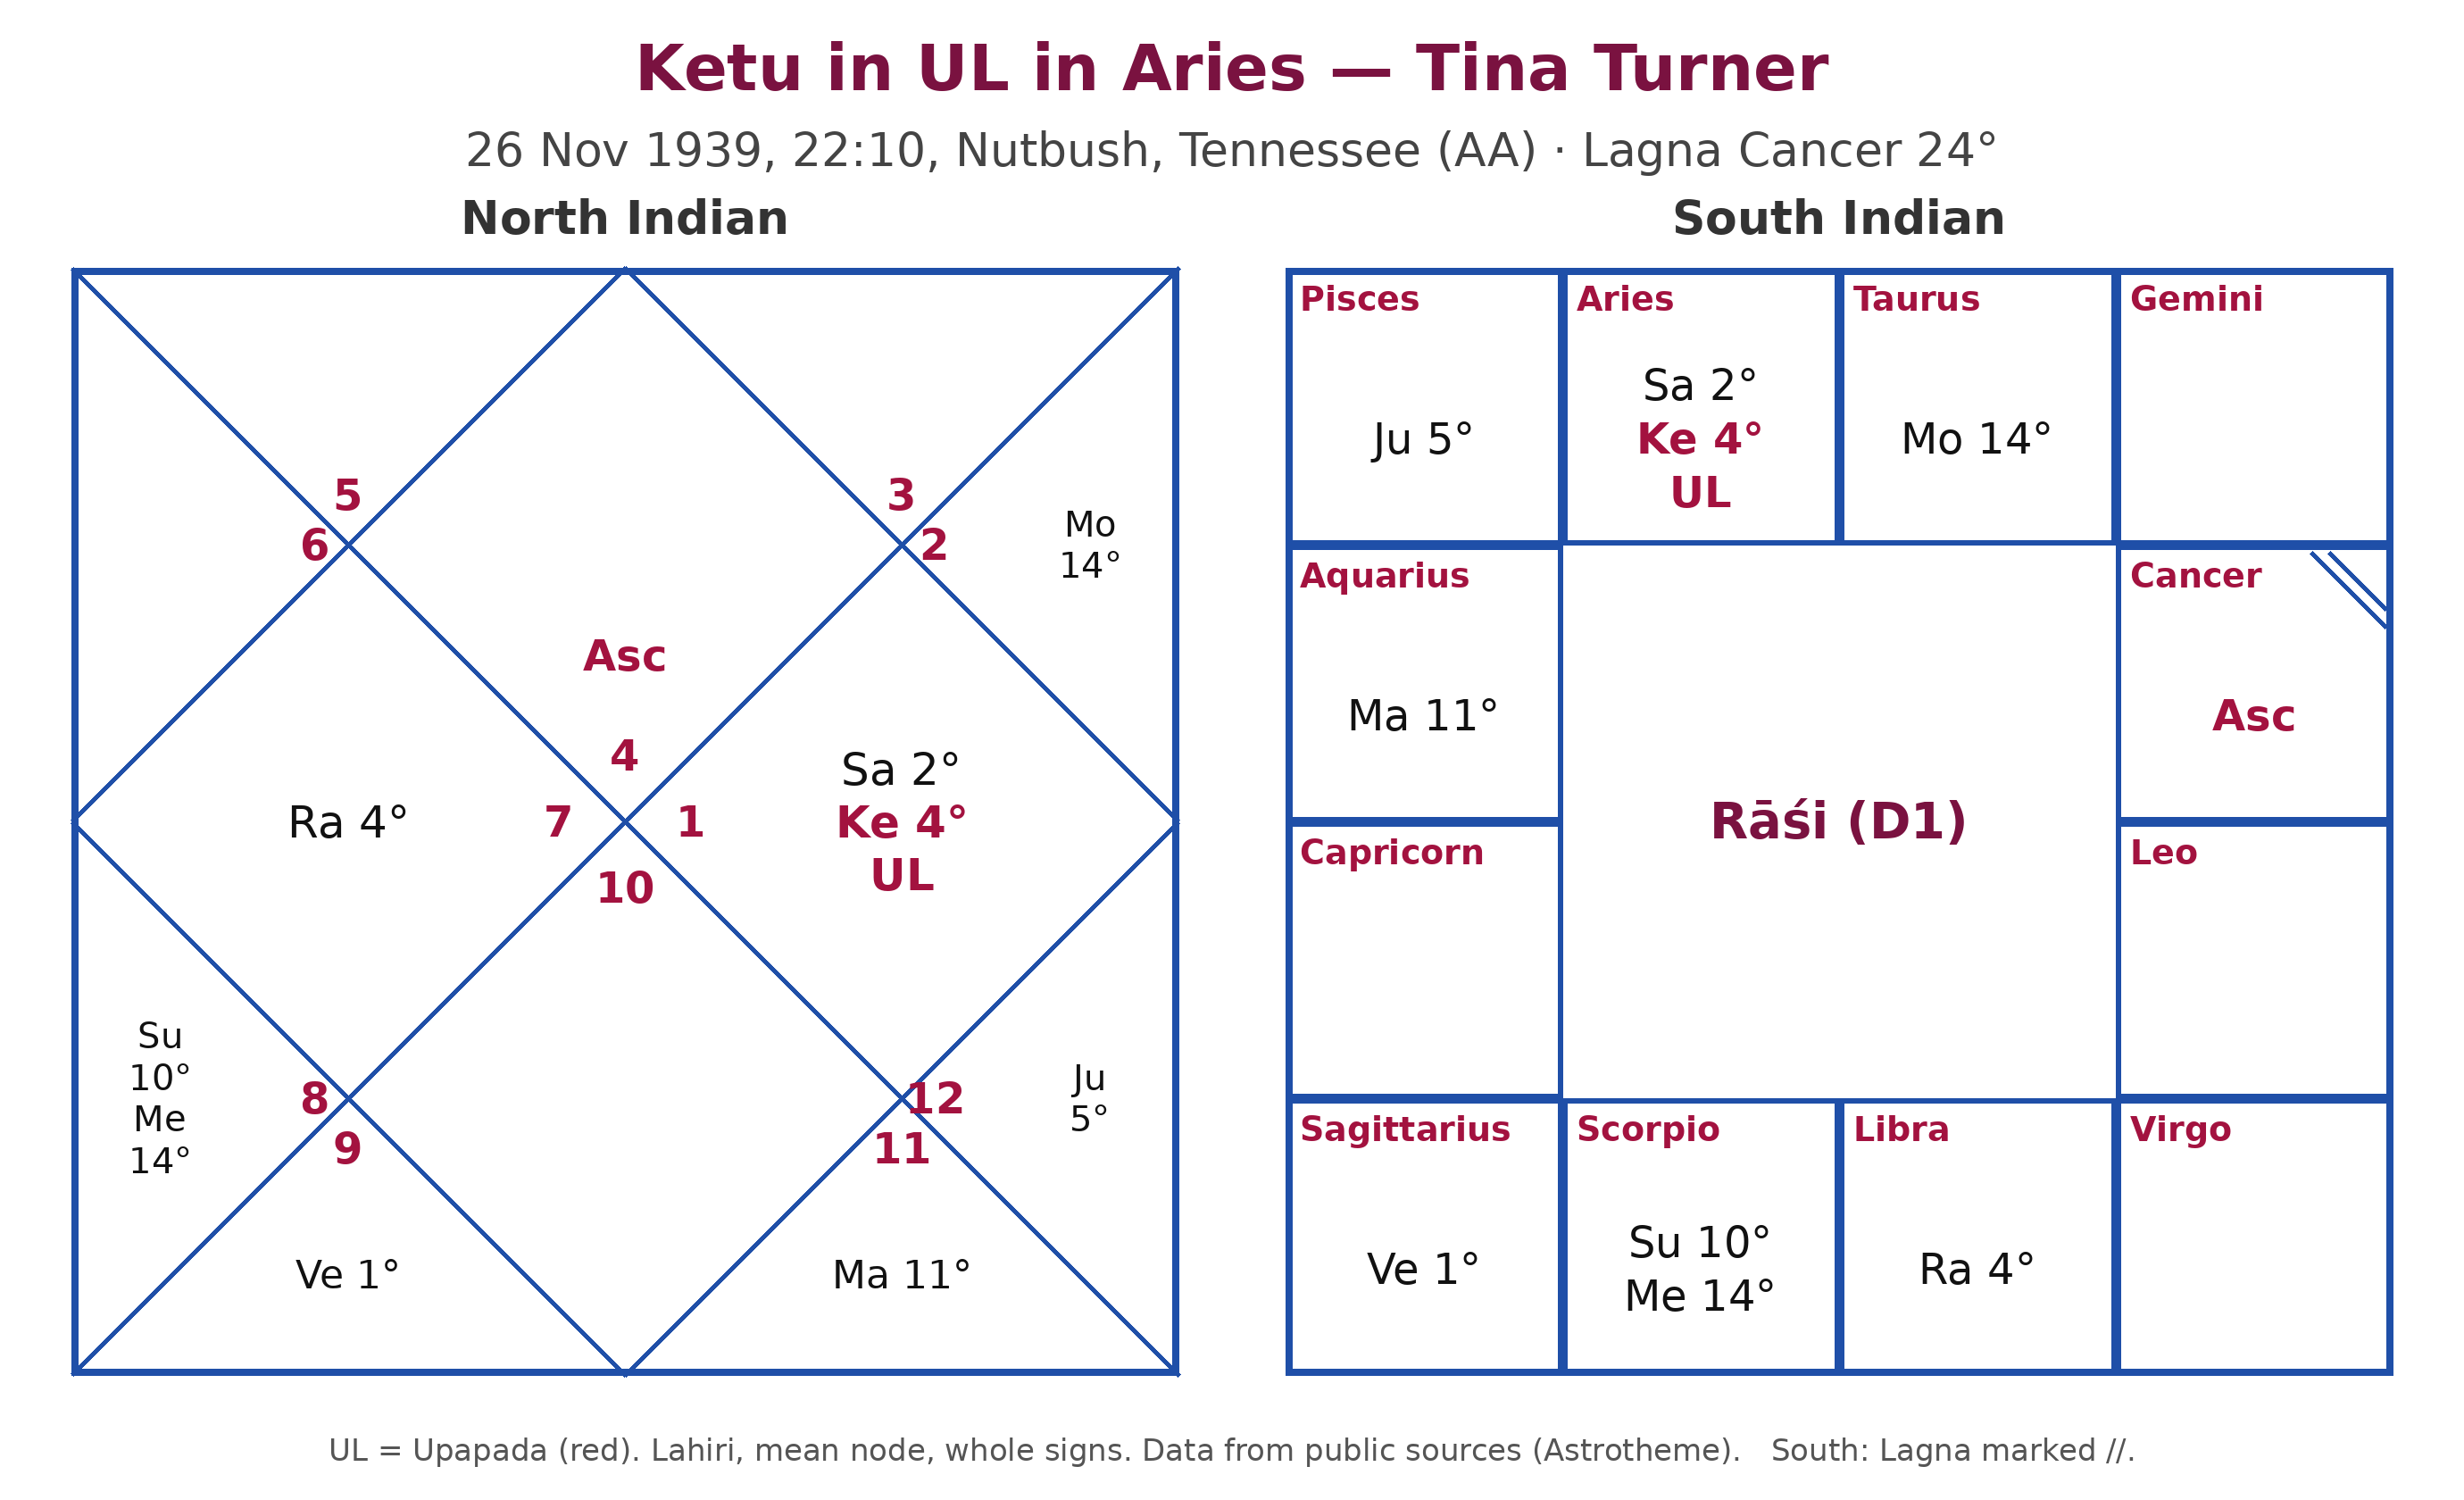 Ketu in UL in Aries — Tina Turner
26 Nov 1939, 22:10, Nutbush, Tennessee (AA) · Lagna Cancer 24°
North Indian
5
3
6
2
Mo
14°
Asc
4
7
1
10
Ra 4°
Sa 2°
Ke 4°
UL
Su
10°
Me
14°
8
9
12
11
Ju
5°
Ve 1°
Ma 11°
South Indian
Pisces
Ju 5°
Aries
Sa 2°
Ke 4°
UL
Taurus
Mo 14°
Gemini
Aquarius
Ma 11°
Cancer
Asc
Rāśi (D1)
Capricorn
Leo
Sagittarius
Ve 1°
Scorpio
Su 10°
Me 14°
Libra
Ra 4°
Virgo
UL = Upapada (red). Lahiri, mean node, whole signs. Data from public sources (Astrotheme). South: Lagna marked //.